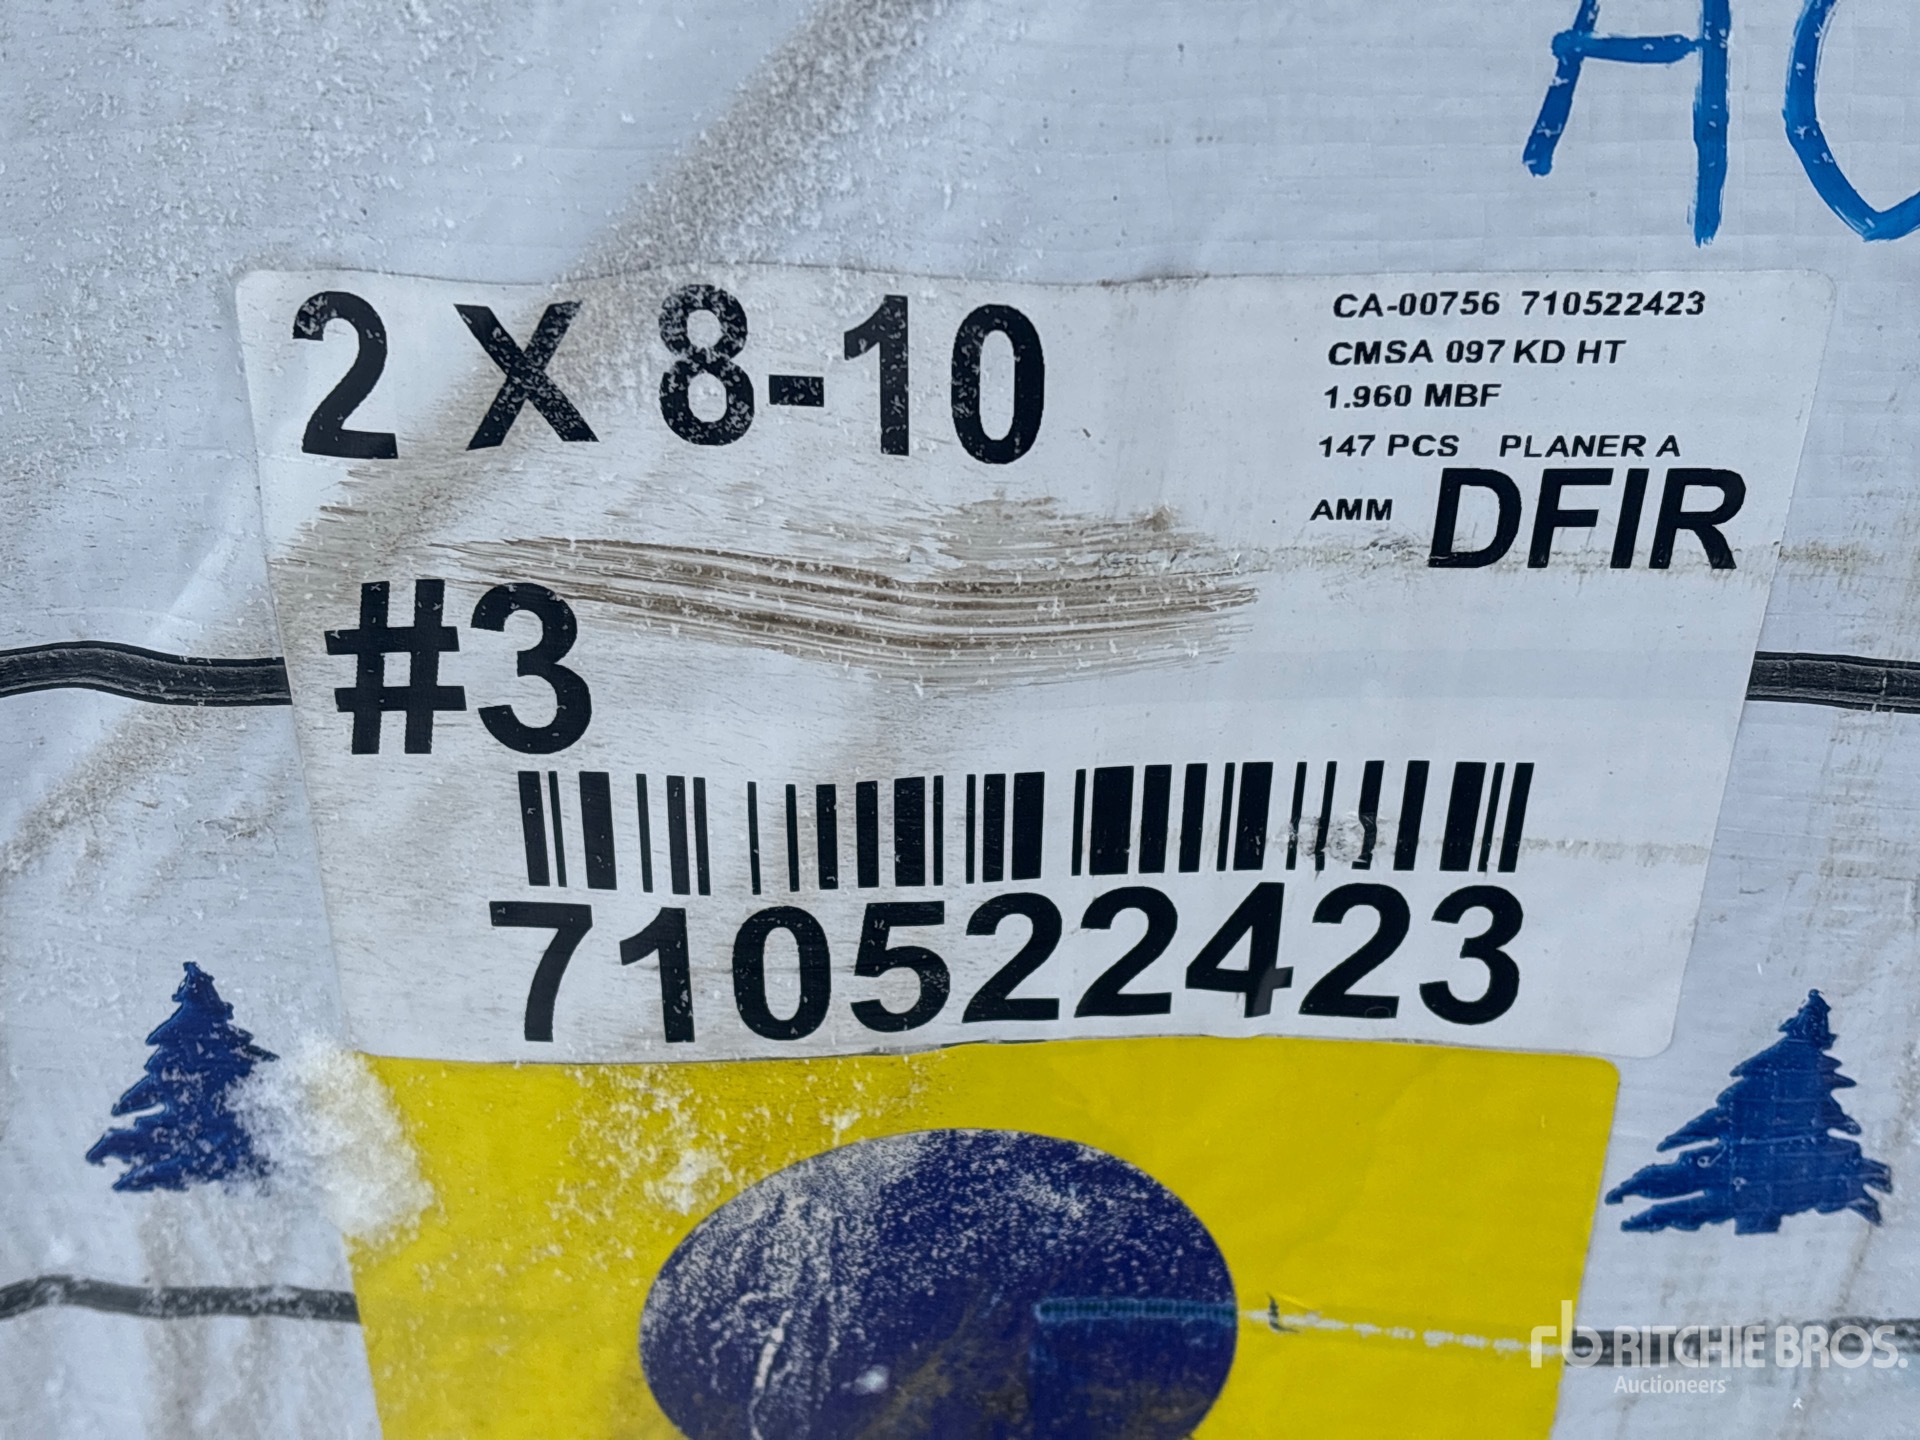 2 X 8-10
CA-00756 710522423
CMSA 097 KD HT
1.960 MBF
147 PCS PLANER A
AMM DFIR
#3
710522423
rb RITCHIE BROS.
Auctioneers